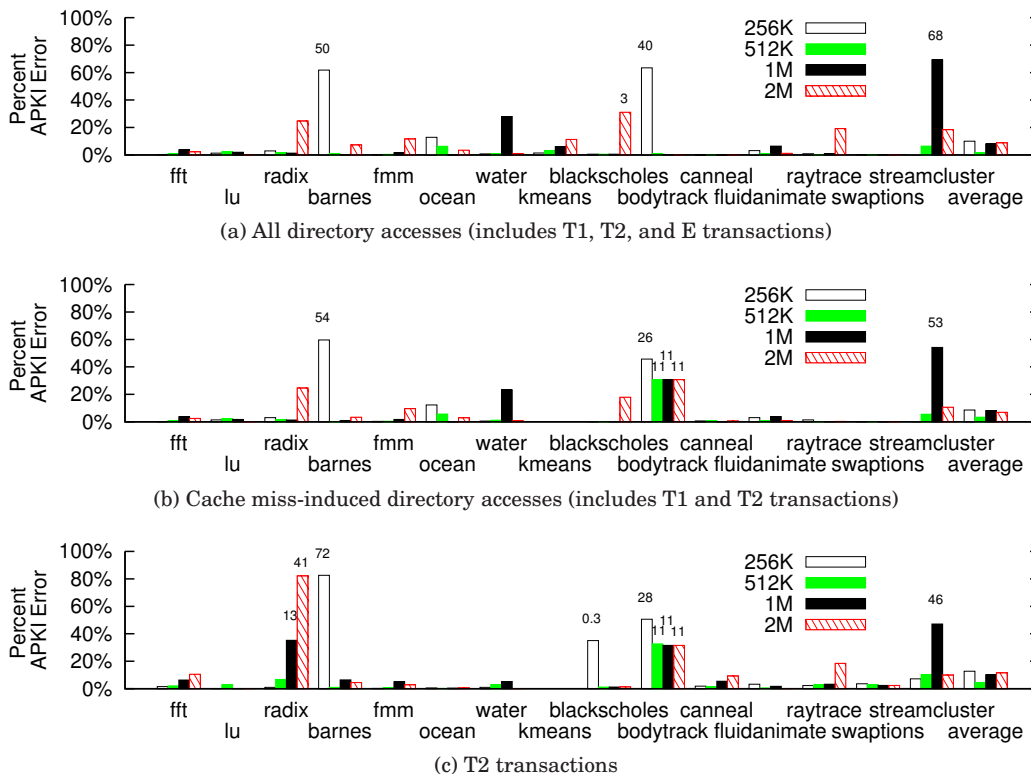 100%
80%
60%
40%
20%
0%
Percent
APKI Error
50
40
3
68
256K
512K
1M
2M
fft radix fmm water blackscholes canneal raytrace streamcluster
lu barnes ocean kmeans bodytrack fluidanimate swaptions average
(a) All directory accesses (includes T1, T2, and E transactions)
100%
80%
60%
40%
20%
0%
Percent
APKI Error
54
26
11
11
11
53
256K
512K
1M
2M
fft radix fmm water blackscholes canneal raytrace streamcluster
lu barnes ocean kmeans bodytrack fluidanimate swaptions average
(b) Cache miss-induced directory accesses (includes T1 and T2 transactions)
100%
80%
60%
40%
20%
0%
Percent
APKI Error
13
41
72
0.3
28
11
11
11
46
256K
512K
1M
2M
fft radix fmm water blackscholes canneal raytrace streamcluster
lu barnes ocean kmeans bodytrack fluidanimate swaptions average
(c) T2 transactions